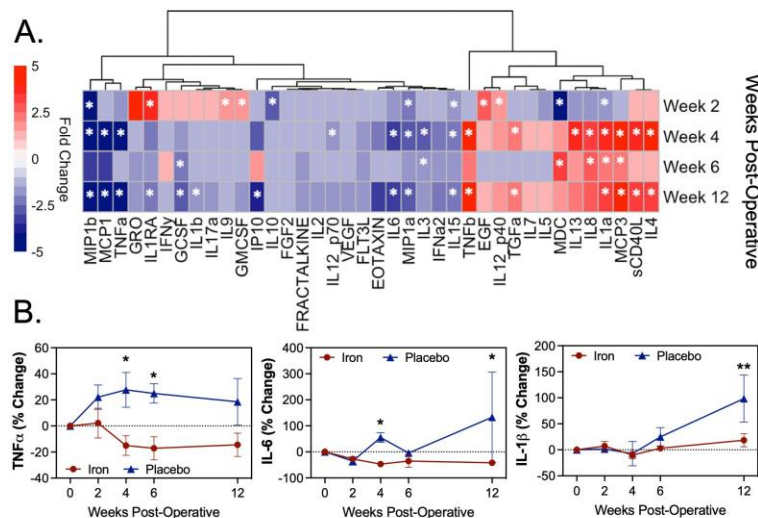 A.
5
2.5
0
-2.5
-5
Fold Change
Week 2
Week 4
Week 6
Week 12
Weeks Post-Operative
* * * * * * * * * * * *
* * * * * * * * * * * * * * * *
* * * * * *
* * * * * * * * * * * * * * * *
MIP1b
MCP1
TNFa
GRO
IL1RA
IFNy
GCSF
IL1b
IL17a
IL9
GMCSF
IP10
IL10
FGF2
FRACTALKINE
IL2
IL12_p70
VEGF
FLT3L
EOTAXIN
IL6
MIP1a
IL3
IFNa2
IL15
TNFb
EGF
IL12_p40
TGFa
IL7
IL5
MDC
IL13
IL8
IL1a
MCP3
sCD40L
IL4
B.
TNFα (% Change)
60
40
20
0
-20
-40
* *
Iron Placebo
0 2 4 6 12
Weeks Post-Operative
IL-6 (% Change)
400
300
200
100
0
-100
Iron Placebo
* *
0 2 4 6 12
Weeks Post-Operative
IL-1β (% Change)
200
150
100
50
0
-50
Iron Placebo
**
0 2 4 6 12
Weeks Post-Operative